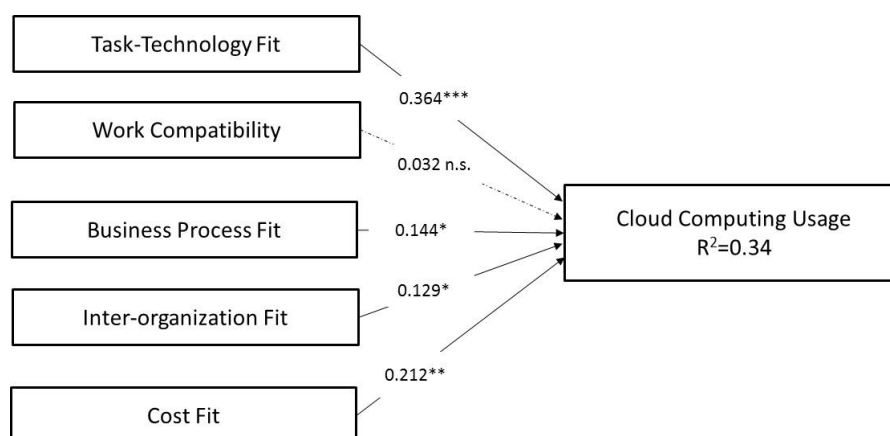 Task-Technology Fit
0.364***
Work Compatibility
0.032 n.s.
Business Process Fit
0.144*
Cloud Computing Usage
R²=0.34
Inter-organization Fit
0.129*
0.212**
Cost Fit